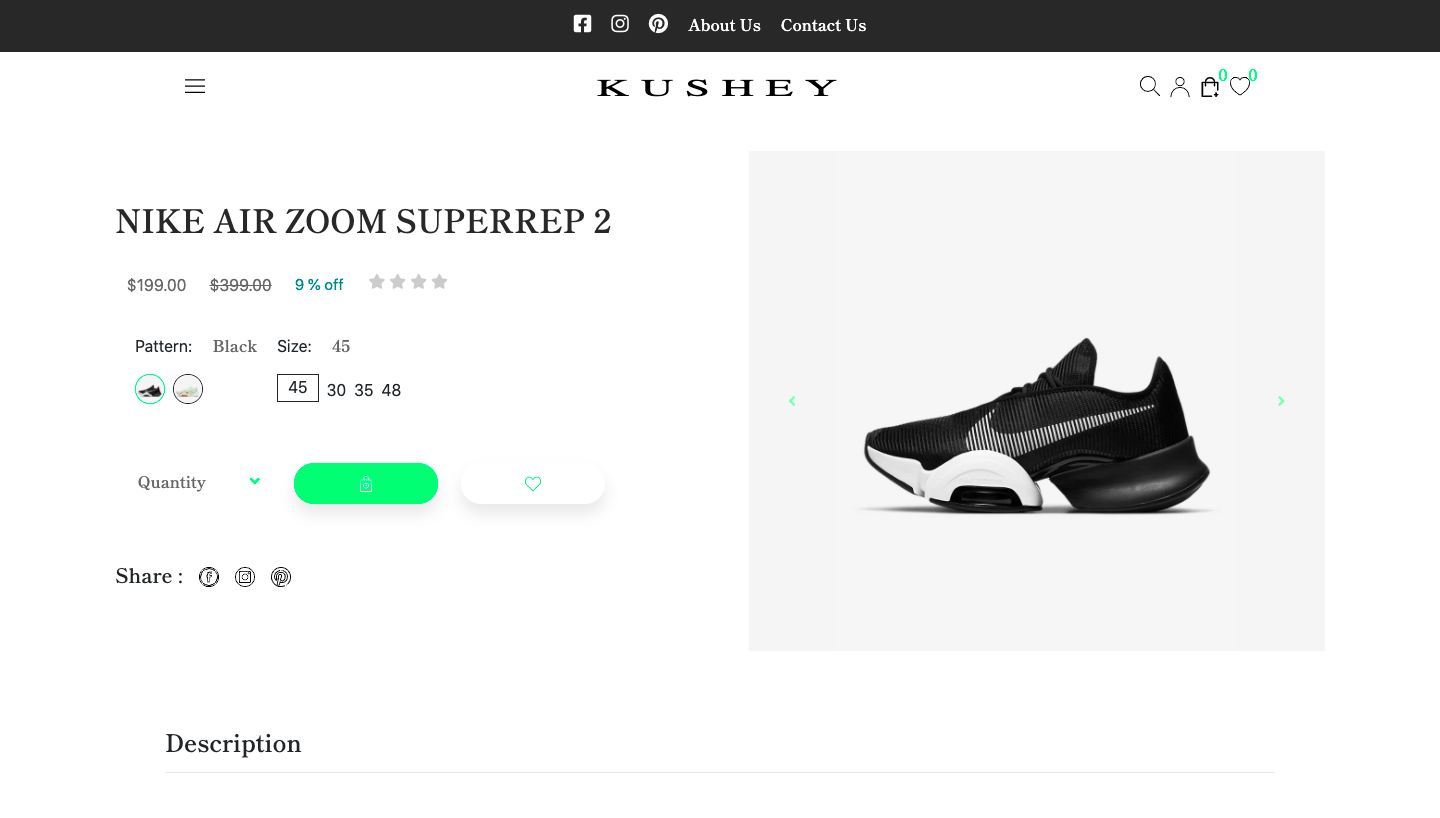 About Us Contact Us
KUSHEY
0 0
NIKE AIR ZOOM SUPERREP 2
$199.00 $399.00 9 % off
Pattern: Black Size: 45
45 30 35 48
Quantity
Share :
Description